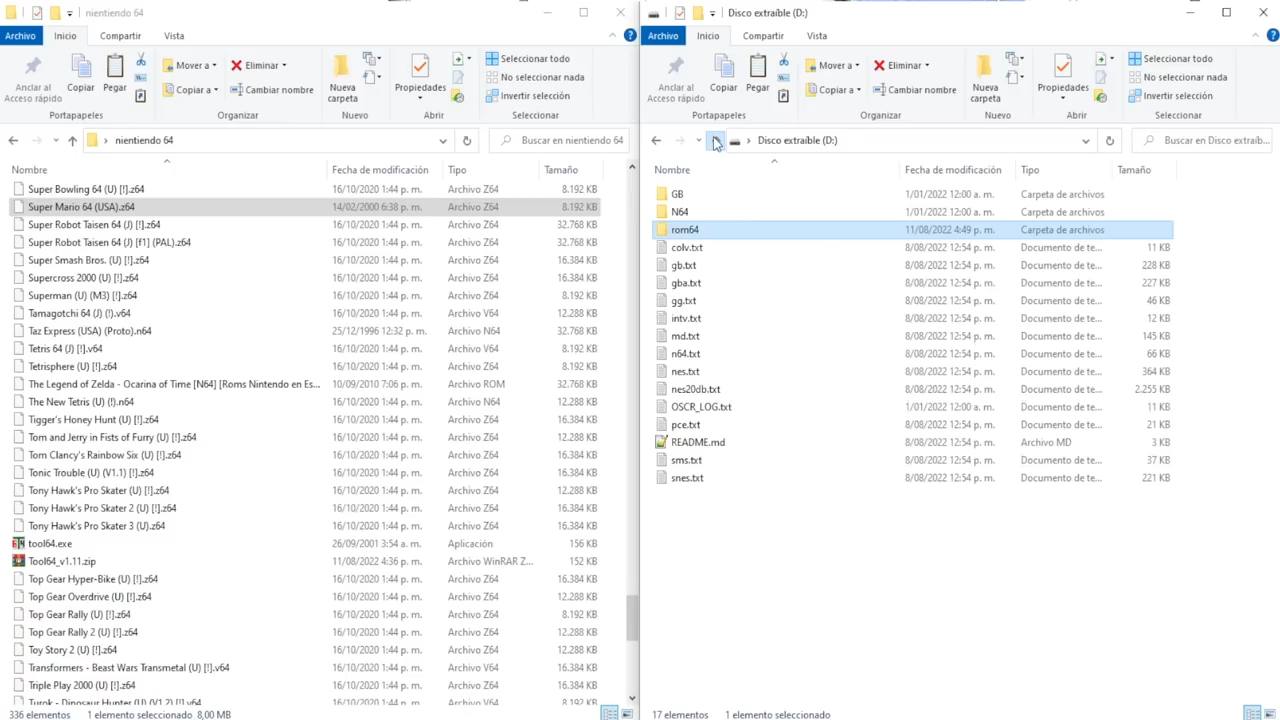 nientiendo 64
Archivo
Inicio
Compartir
Vista
Anclar al
Acceso rápido
Copiar
Pegar
Mover a
Copiar a
Eliminar
Cambiar nombre
Nueva
carpeta
Propiedades
Seleccionar todo
No seleccionar nada
Invertir selección
Portapapeles
Organizar
Nuevo
Abrir
Seleccionar
nientiendo 64
Buscar en nientiendo 64
Nombre Fecha de modificación Tipo Tamaño
Super Bowling 64 (U) [!].z64 16/10/2020 1:44 p. m. Archivo Z64 8.192 KB
Super Mario 64 (USA).z64 14/02/2000 6:38 p. m. Archivo Z64 8.192 KB
Super Robot Taisen 64 (J) [!].z64 16/10/2020 1:44 p. m. Archivo Z64 32.768 KB
Super Robot Taisen 64 (J) [f1] (PAL).z64 16/10/2020 1:44 p. m. Archivo Z64 32.768 KB
Super Smash Bros. (U) [!].z64 16/10/2020 1:44 p. m. Archivo Z64 16.384 KB
Supercross 2000 (U) [!].z64 16/10/2020 1:44 p. m. Archivo Z64 16.384 KB
Superman (U) (M3) [!].z64 16/10/2020 1:44 p. m. Archivo Z64 8.192 KB
Tamagotchi 64 (J) (!).v64 16/10/2020 1:44 p. m. Archivo V64 12.288 KB
Taz Express (USA) (Proto).n64 25/12/1996 12:32 p. m. Archivo N64 32.768 KB
Tetris 64 (J) [!].v64 16/10/2020 1:44 p. m. Archivo V64 8.192 KB
Tetrisphere (U) [!].z64 16/10/2020 1:44 p. m. Archivo Z64 8.192 KB
The Legend of Zelda - Ocarina of Time [N64] [Roms Nintendo en Es... 10/09/2010 7:06 p. m. Archivo ROM 32.768 KB
The New Tetris (U) (!).n64 16/10/2020 1:44 p. m. Archivo N64 12.288 KB
Tigger's Honey Hunt (U) [!].z64 16/10/2020 1:44 p. m. Archivo Z64 16.384 KB
Tom and Jerry in Fists of Furry (U) [!].z64 16/10/2020 1:44 p. m. Archivo Z64 12.288 KB
Tom Clancy's Rainbow Six (U) [!].z64 16/10/2020 1:44 p. m. Archivo Z64 12.288 KB
Tonic Trouble (U) (V1.1) [!].z64 16/10/2020 1:44 p. m. Archivo Z64 16.384 KB
Tony Hawk's Pro Skater (U) [!].z64 16/10/2020 1:44 p. m. Archivo Z64 12.288 KB
Tony Hawk's Pro Skater 2 (U) [!].z64 16/10/2020 1:44 p. m. Archivo Z64 16.384 KB
Tony Hawk's Pro Skater 3 (U).z64 16/10/2020 1:44 p. m. Archivo Z64 16.384 KB
tool64.exe 26/09/2001 3:54 a. m. Aplicación 156 KB
Tool64_v1.11.zip 11/08/2022 4:36 p. m. Archivo WinRAR Z... 152 KB
Top Gear Hyper-Bike (U) [!].z64 16/10/2020 1:44 p. m. Archivo Z64 16.384 KB
Top Gear Overdrive (U) [!].z64 16/10/2020 1:44 p. m. Archivo Z64 12.288 KB
Top Gear Rally (U) [!].z64 16/10/2020 1:44 p. m. Archivo Z64 8.192 KB
Top Gear Rally 2 (U) [!].z64 16/10/2020 1:44 p. m. Archivo Z64 12.288 KB
Toy Story 2 (U) [!].z64 16/10/2020 1:44 p. m. Archivo Z64 12.288 KB
Transformers - Beast Wars Transmetal (U) [!].v64 16/10/2020 1:44 p. m. Archivo V64 12.288 KB
Triple Play 2000 (U) [!].z64 16/10/2020 1:44 p. m. Archivo Z64 16.384 KB
Turok - Dinosaur Hunter (U) (V1.2) [!].v64 16/10/2020 1:44 p. m. Archivo V64 8.192 KB
336 elementos 1 elemento seleccionado 8,00 MB
Disco extraíble (D:)
Archivo
Inicio
Compartir
Vista
Anclar al
Acceso rápido
Copiar
Pegar
Mover a
Copiar a
Eliminar
Cambiar nombre
Nueva
carpeta
Propiedades
Seleccionar todo
No seleccionar nada
Invertir selección
Portapapeles
Organizar
Nuevo
Abrir
Seleccionar
Disco extraíble (D:)
Buscar en Disco extraíb...
Nombre Fecha de modificación Tipo Tamaño
GB 1/01/2022 12:00 a. m. Carpeta de archivos
N64 1/01/2022 12:00 a. m. Carpeta de archivos
rom64 11/08/2022 4:49 p. m. Carpeta de archivos
colv.txt 8/08/2022 12:54 p. m. Documento de te... 11 KB
gb.txt 8/08/2022 12:54 p. m. Documento de te... 228 KB
gba.txt 8/08/2022 12:54 p. m. Documento de te... 227 KB
gg.txt 8/08/2022 12:54 p. m. Documento de te... 46 KB
intv.txt 8/08/2022 12:54 p. m. Documento de te... 12 KB
md.txt 8/08/2022 12:54 p. m. Documento de te... 145 KB
n64.txt 8/08/2022 12:54 p. m. Documento de te... 66 KB
nes.txt 8/08/2022 12:54 p. m. Documento de te... 364 KB
nes20db.txt 8/08/2022 12:54 p. m. Documento de te... 2.255 KB
OSCR_LOG.txt 1/01/2022 12:00 a. m. Documento de te... 11 KB
pce.txt 8/08/2022 12:54 p. m. Documento de te... 21 KB
README.md 8/08/2022 12:54 p. m. Archivo MD 3 KB
sms.txt 8/08/2022 12:54 p. m. Documento de te... 37 KB
snes.txt 8/08/2022 12:54 p. m. Documento de te... 221 KB
17 elementos 1 elemento seleccionado